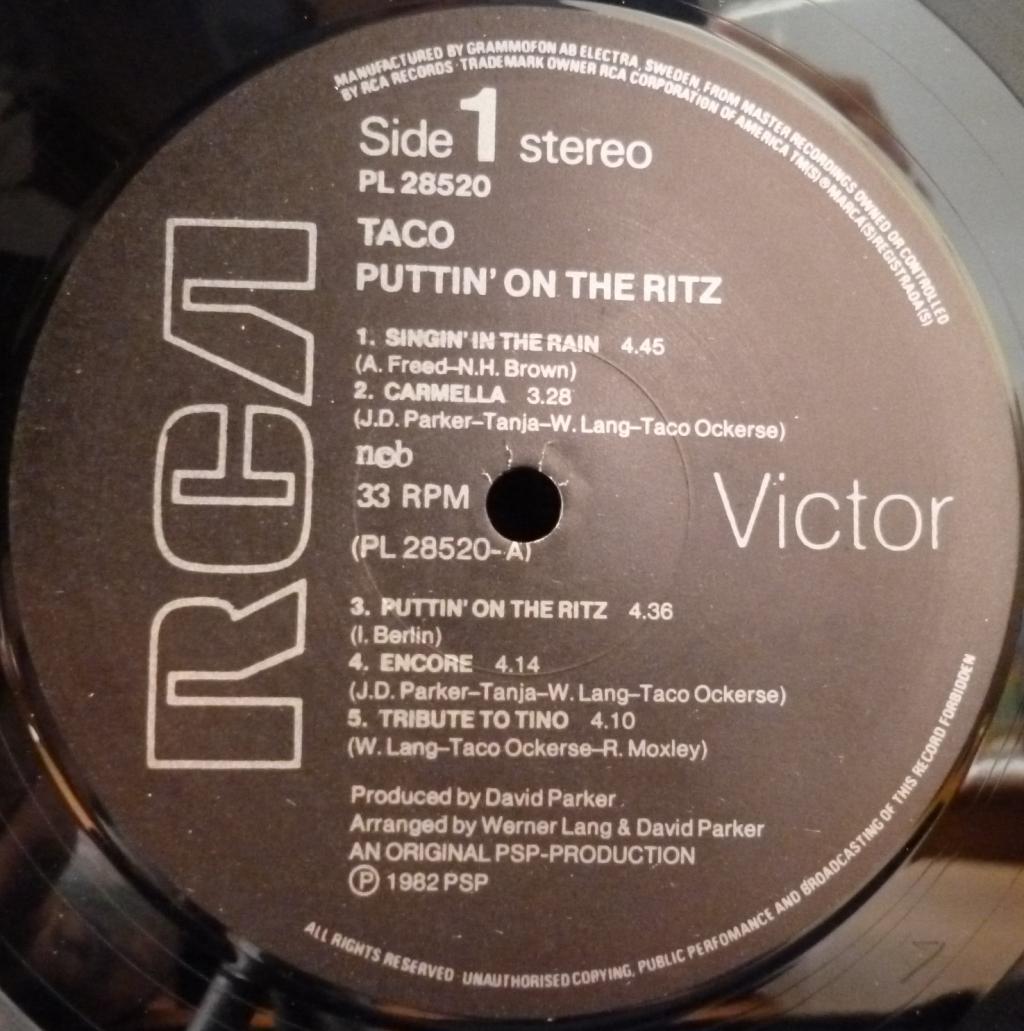 MANUFACTURED BY GRAMMOFON AB ELECTRA, SWEDEN, FROM MASTER RECORDINGS OWNED OR CONTROLLED
BY RCA RECORDS · TRADEMARK OWNER RCA CORPORATION OF AMERICA TM(S) ® MARCA(S) REGISTRADA(S)
Side 1 stereo
PL 28520
TACO
PUTTIN' ON THE RITZ
1. SINGIN' IN THE RAIN 4.45
(A. Freed–N.H. Brown)
2. CARMELLA 3.28
(J.D. Parker–Tanja–W. Lang–Taco Ockerse)
ncb
33 RPM
(PL 28520-A)
RCA
Victor
3. PUTTIN' ON THE RITZ 4.36
(I. Berlin)
4. ENCORE 4.14
(J.D. Parker–Tanja–W. Lang–Taco Ockerse)
5. TRIBUTE TO TINO 4.10
(W. Lang–Taco Ockerse–R. Moxley)
Produced by David Parker
Arranged by Werner Lang & David Parker
AN ORIGINAL PSP-PRODUCTION
Ⓟ 1982 PSP
ALL RIGHTS RESERVED · UNAUTHORISED COPYING, PUBLIC PERFOMANCE AND BROADCASTING OF THIS RECORD FORBIDDEN